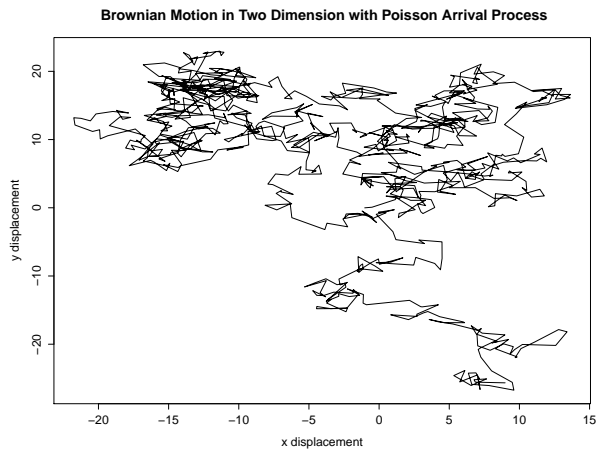 Brownian Motion in Two Dimension with Poisson Arrival Process
y displacement
20
10
0
−10
−20
−20 −15 −10 −5 0 5 10 15
x displacement